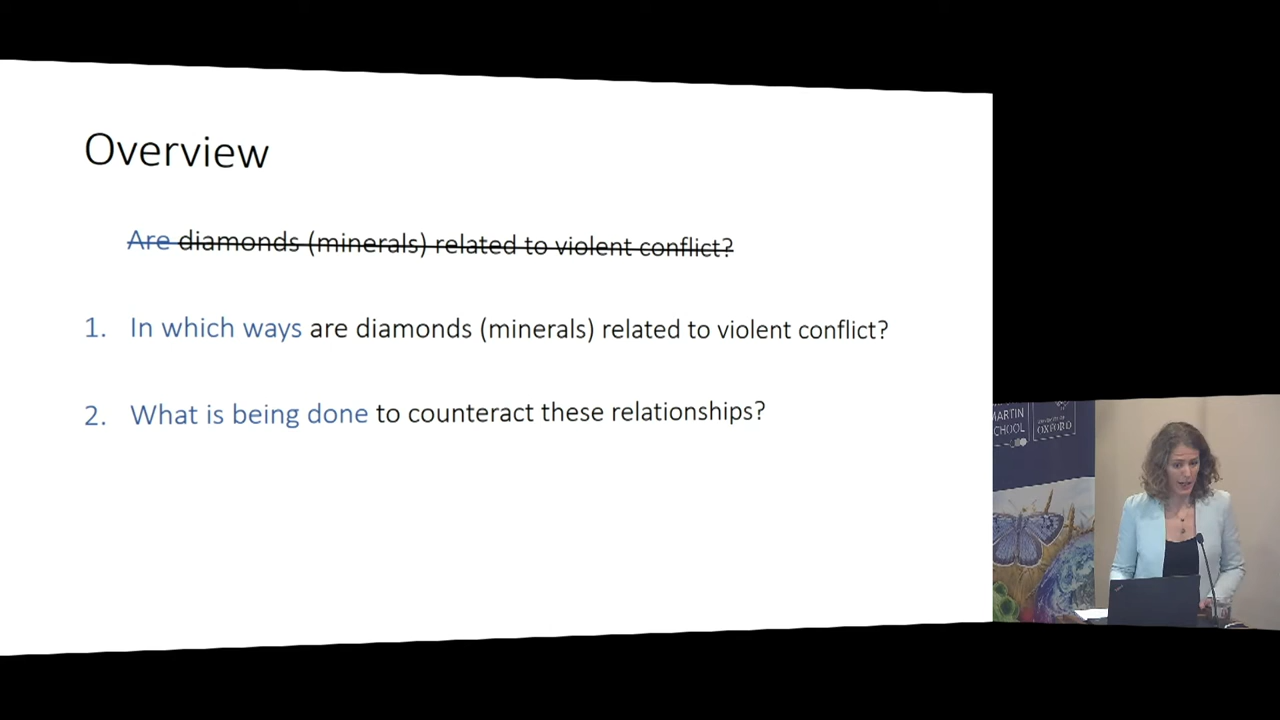 Overview
Are diamonds (minerals) related to violent conflict?
1. In which ways are diamonds (minerals) related to violent conflict?
2. What is being done to counteract these relationships?
MARTIN
SCHOOL
OXFORD